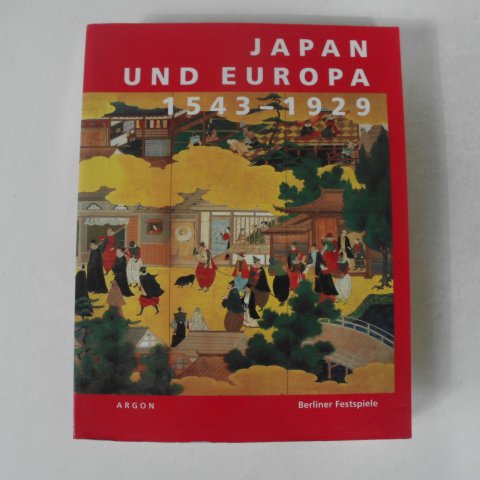 JAPAN
UND EUROPA
1543–1929
ARGON
Berliner Festspiele